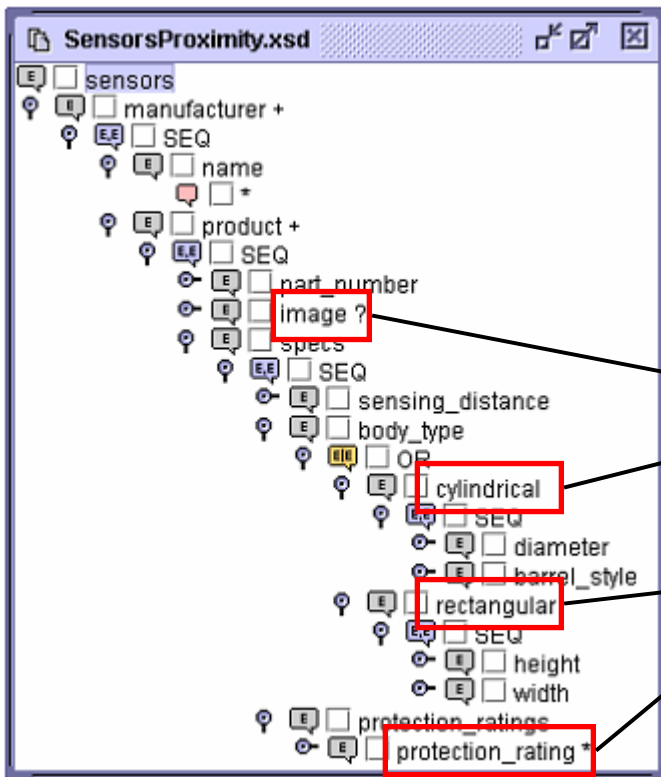 SensorsProximity.xsd
E sensors
E manufacturer +
E,E SEQ
E name
*
E product +
E,E SEQ
E part_number
E image ?
E specs
E,E SEQ
E sensing_distance
E body_type
E|E OR
E cylindrical
E,E SEQ
E diameter
E barrel_style
E rectangular
E,E SEQ
E height
E width
E protection_ratings
E protection_rating *